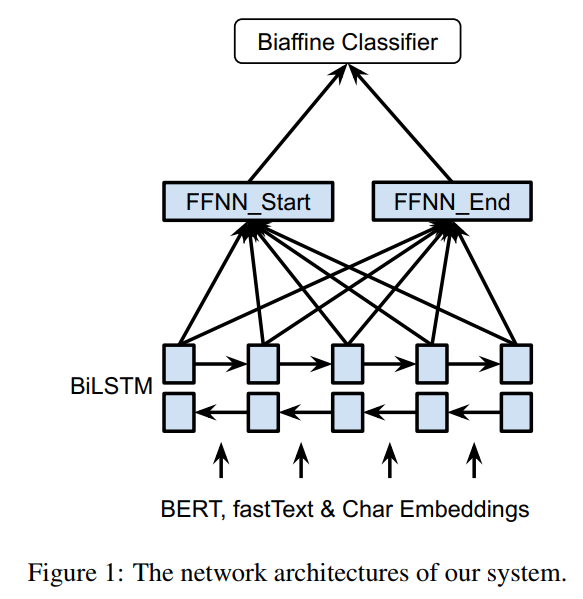 Biaffine Classifier
FFNN_Start
FFNN_End
BiLSTM
BERT, fastText & Char Embeddings
Figure 1: The network architectures of our system.